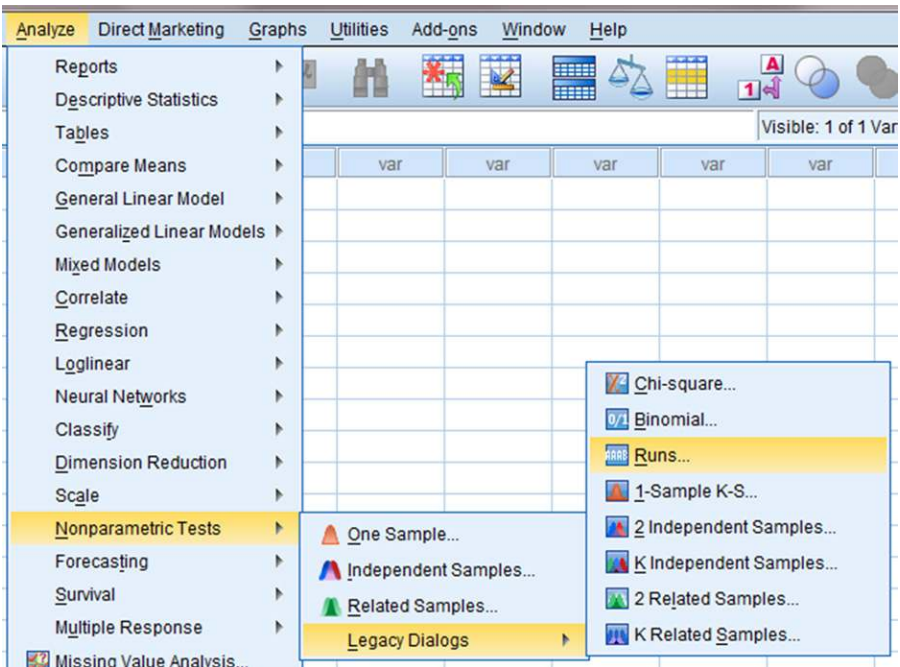 Analyze Direct Marketing Graphs Utilities Add-ons Window Help
Visible: 1 of 1 Var
var var var var var
Reports
Descriptive Statistics
Tables
Compare Means
General Linear Model
Generalized Linear Models
Mixed Models
Correlate
Regression
Loglinear
Neural Networks
Classify
Dimension Reduction
Scale
Nonparametric Tests
Forecasting
Survival
Multiple Response
Missing Value Analysis...
One Sample...
Independent Samples...
Related Samples...
Legacy Dialogs
Chi-square...
Binomial...
Runs...
1-Sample K-S...
2 Independent Samples...
K Independent Samples...
2 Related Samples...
K Related Samples...